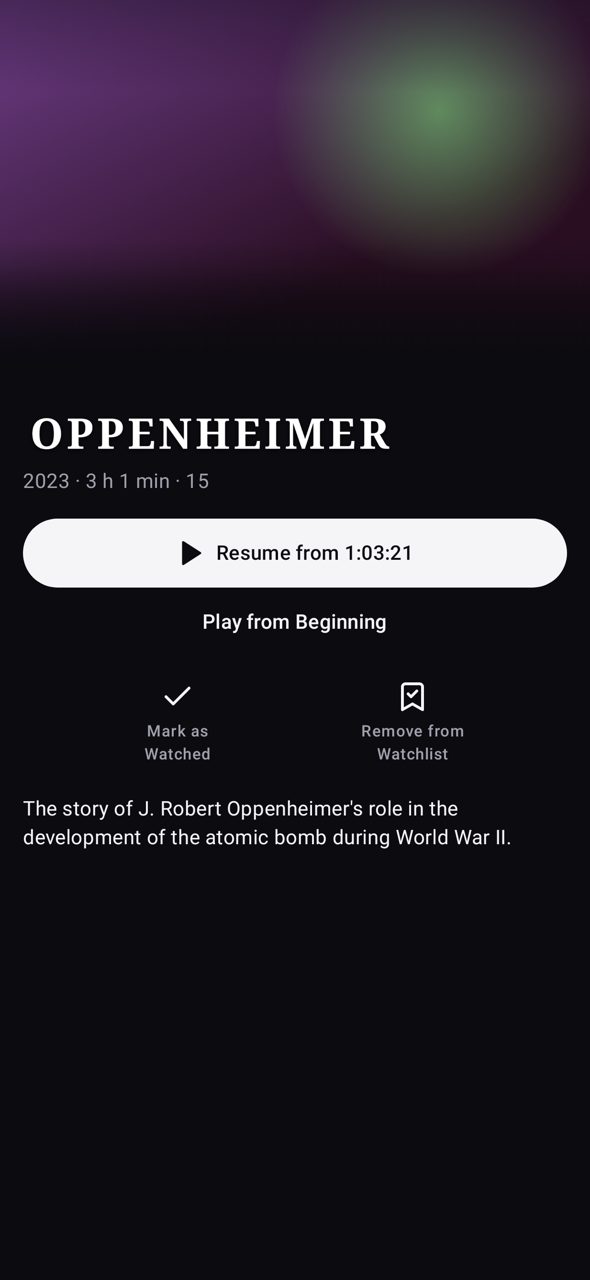 OPPENHEIMER
2023 · 3 h 1 min · 15
Resume from 1:03:21
Play from Beginning
Mark as
Watched
Remove from
Watchlist
The story of J. Robert Oppenheimer's role in the
development of the atomic bomb during World War II.